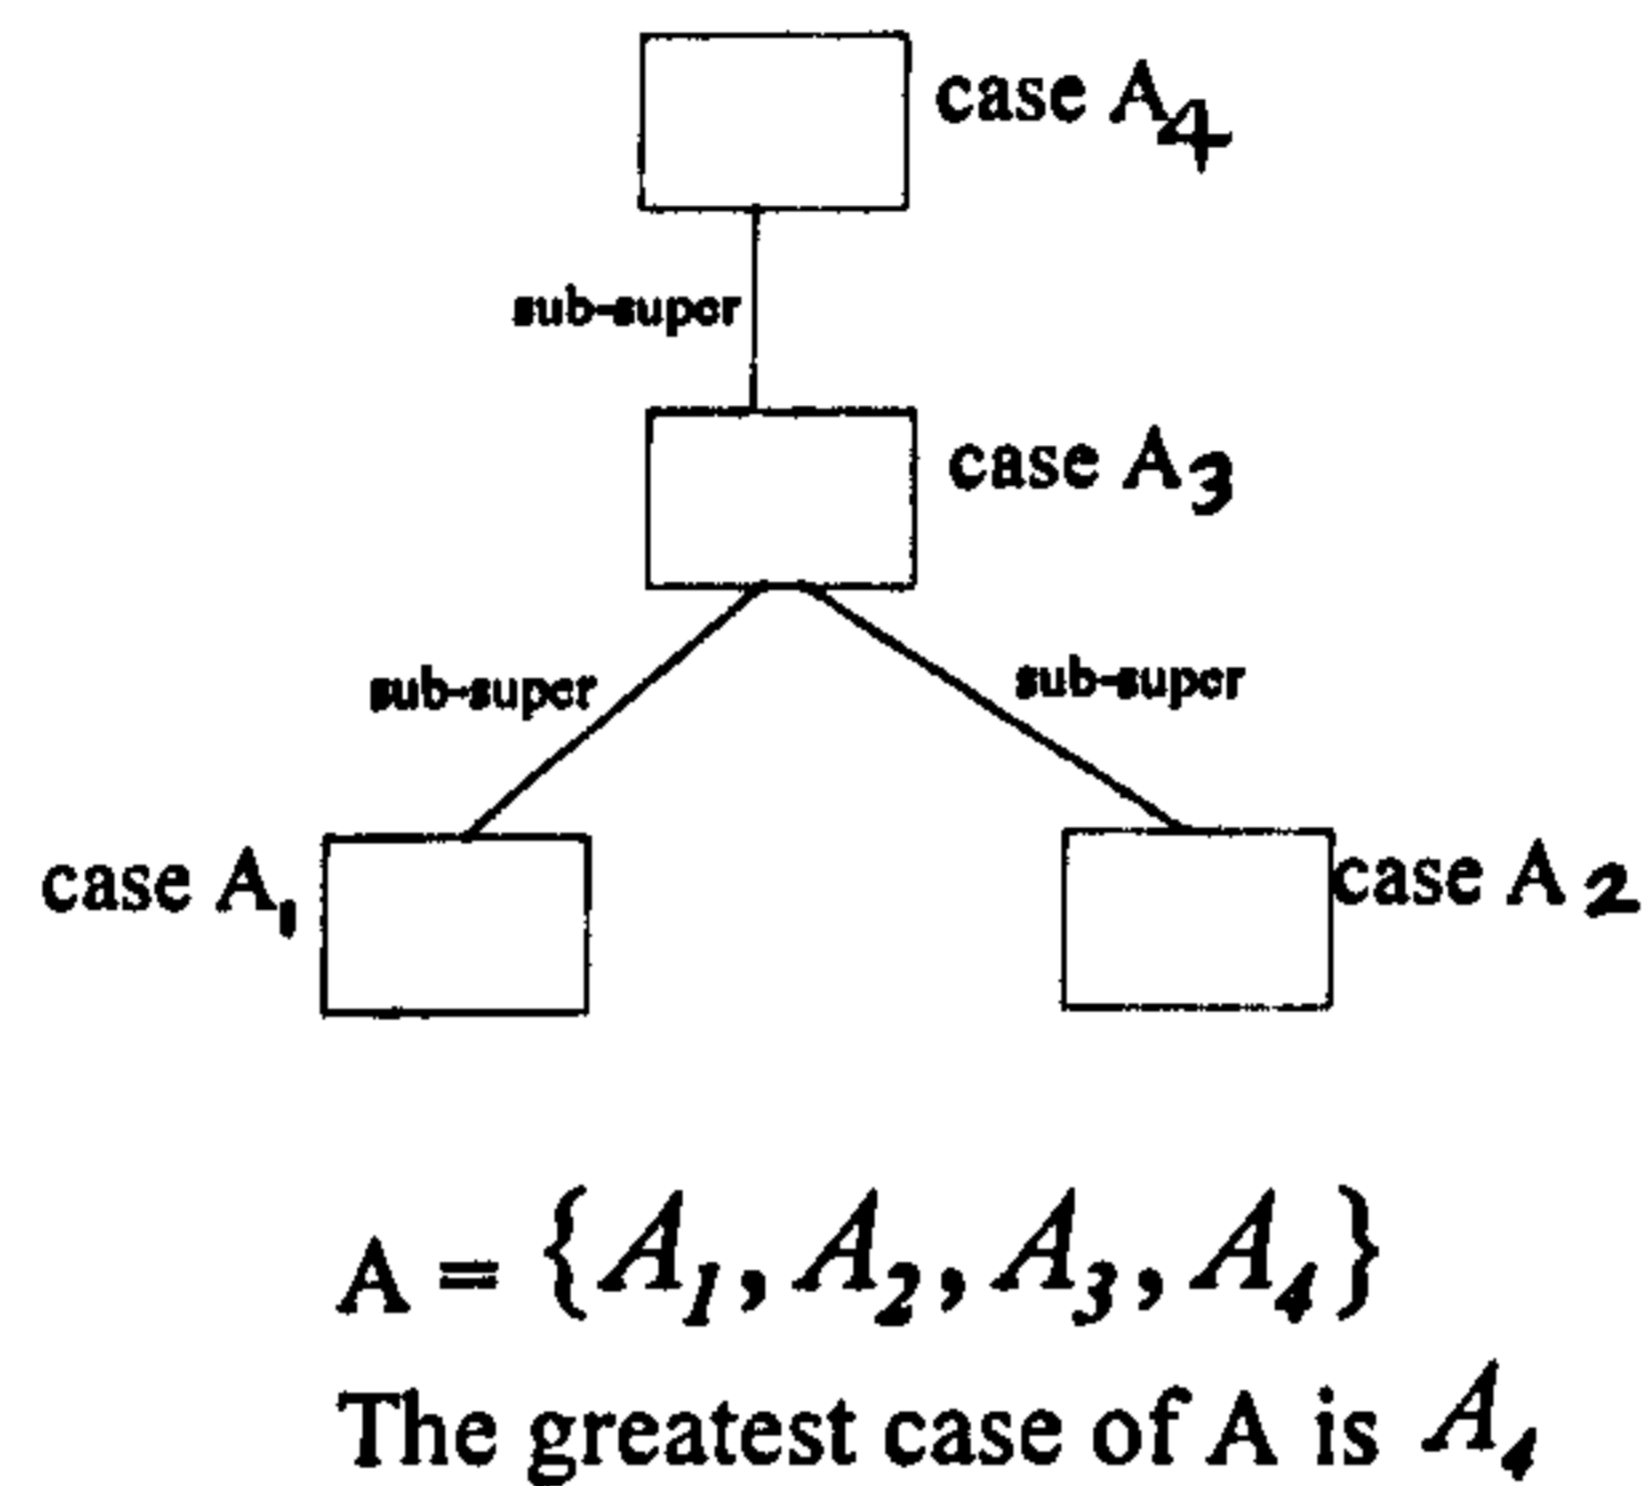 case A₄
sub-super
case A₃
sub-super
sub-super
case A₁
case A₂
A = {A₁, A₂, A₃, A₄}
The greatest case of A is A₄